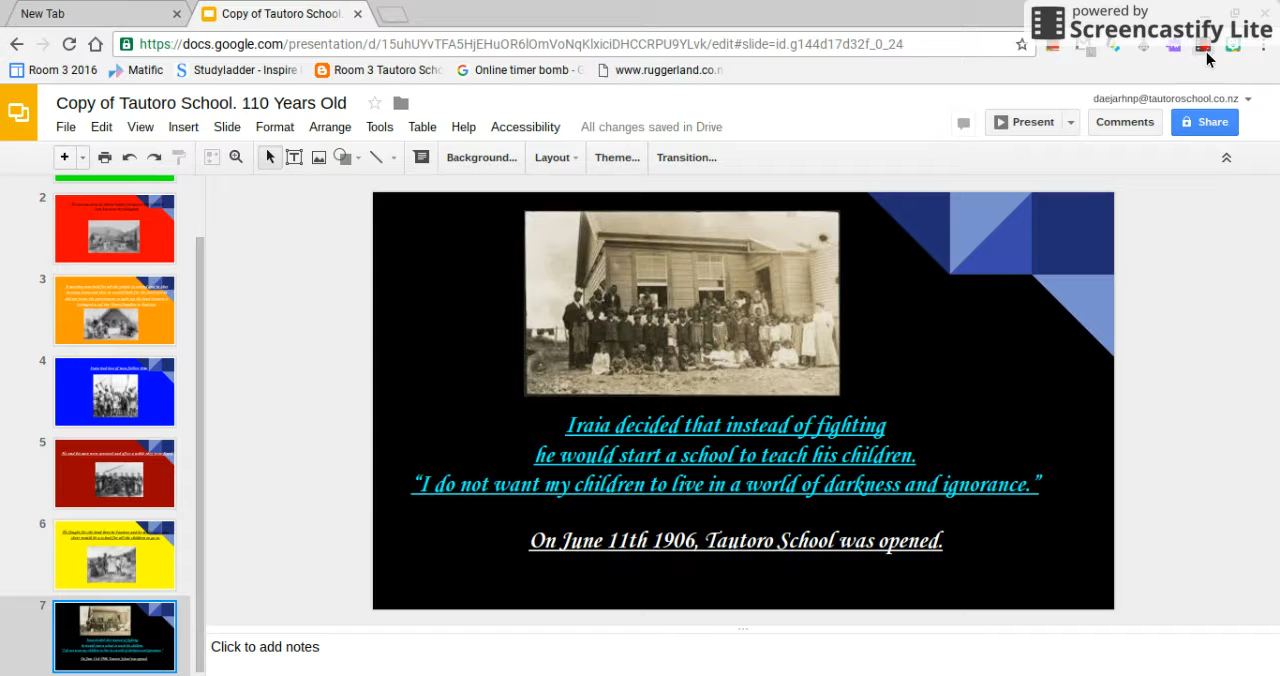 New Tab
Copy of Tautoro School.
powered by
Screencastify Lite
https://docs.google.com/presentation/d/15uhUYvTFA5HjEHuOR6lOmVoNqKlxiciDHCCRPU9YLvk/edit#slide=id.g144d17d32f_0_24
Room 3 2016
Matific
Studyladder - Inspire
Room 3 Tautoro Scho
Online timer bomb - G
www.ruggerland.co.n
Copy of Tautoro School. 110 Years Old
daejarhnp@tautoroschool.co.nz
File Edit View Insert Slide Format Arrange Tools Table Help Accessibility All changes saved in Drive
Present
Comments
Share
Background... Layout Theme... Transition...
2
3
4
5
6
7
Iraia decided that instead of fighting
he would start a school to teach his children.
“I do not want my children to live in a world of darkness and ignorance.”
On June 11th 1906, Tautoro School was opened.
Click to add notes